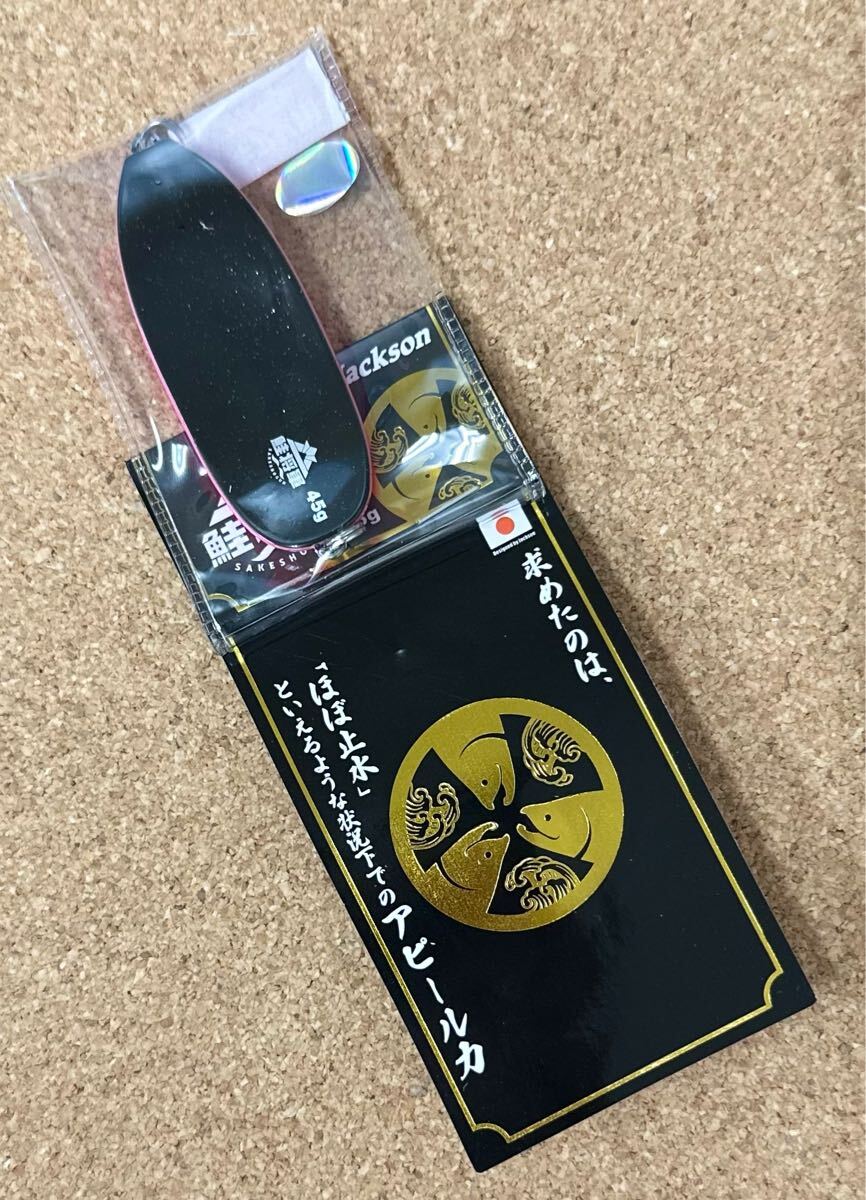 Jackson
鮭
45g
鮭
SAKESHO
g
Designed by Jackson
求めたのは、
「ほぼ止水」
といえるような状況下でのアピール力